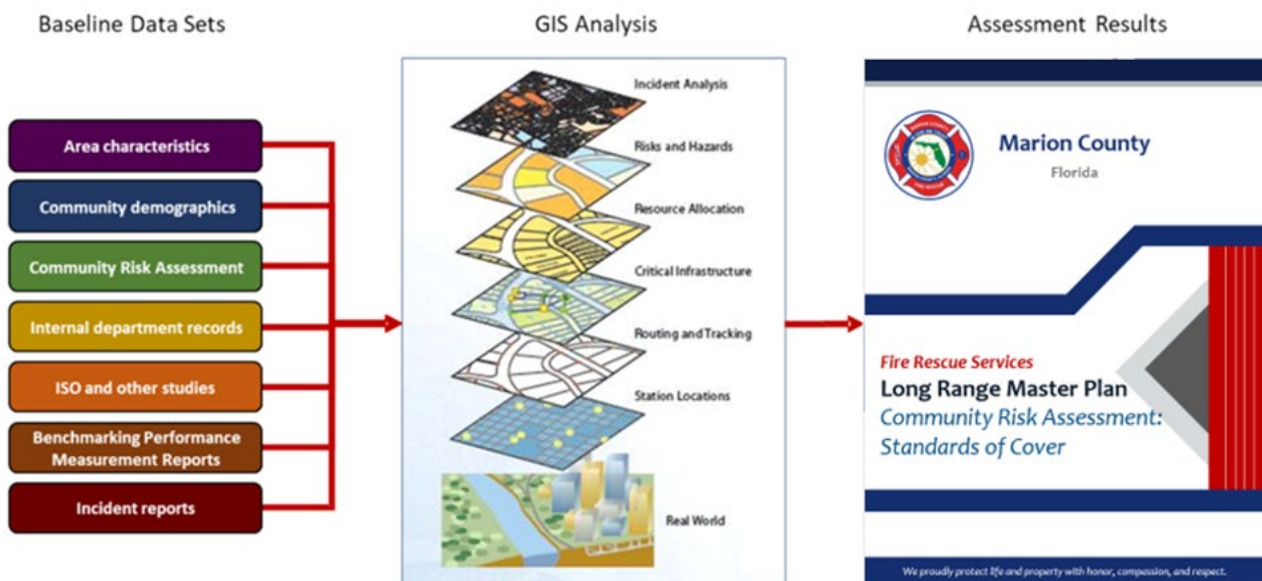 Baseline Data Sets
GIS Analysis
Assessment Results
Area characteristics
Community demographics
Community Risk Assessment
Internal department records
ISO and other studies
Benchmarking Performance
Measurement Reports
Incident reports
Incident Analysis
Risks and Hazards
Resource Allocation
Critical Infrastructure
Routing and Tracking
Station Locations
Real World
Marion County
Florida
Fire Rescue Services
Long Range Master Plan
Community Risk Assessment:
Standards of Cover
We proudly protect life and property with honor, compassion, and respect.